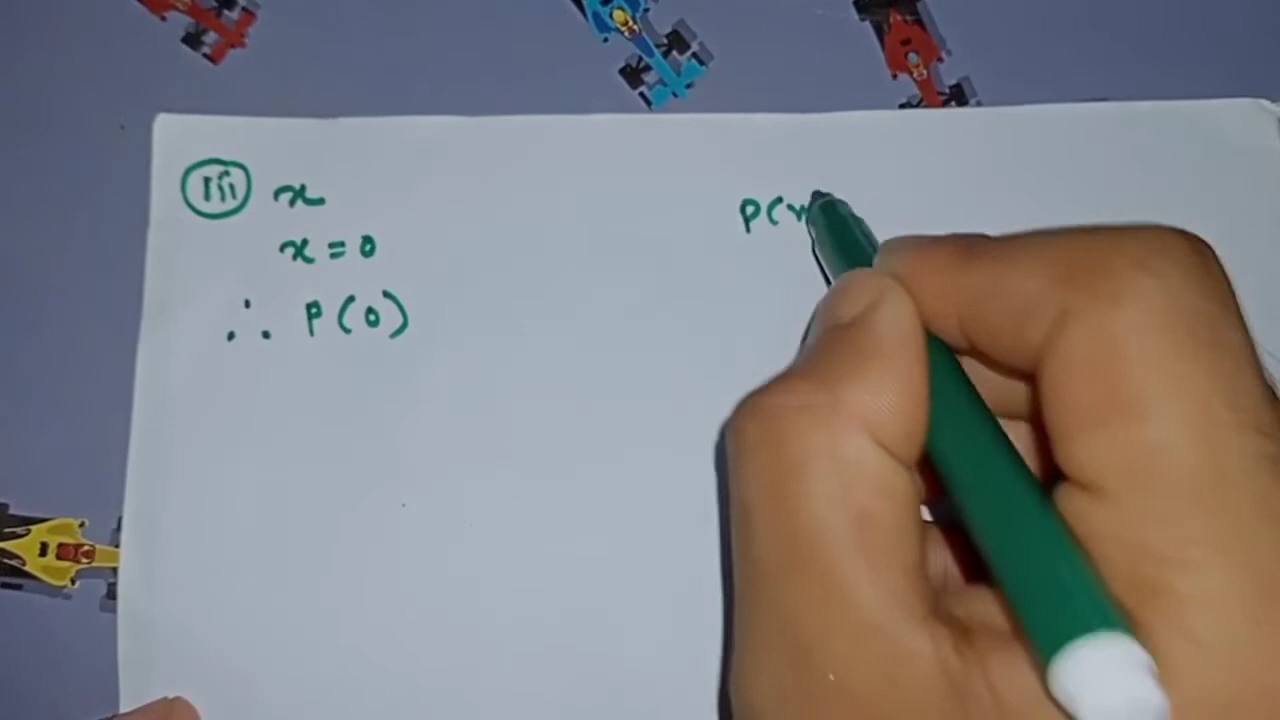 (iii) x
x = 0
∴ P(0)
P(x